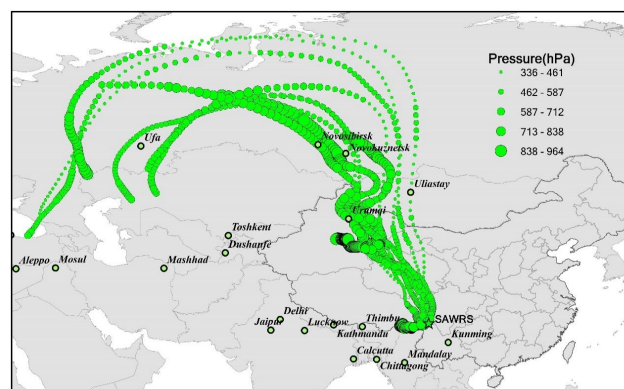 Pressure(hPa)
336 - 461
462 - 587
587 - 712
713 - 838
838 - 964
Ufa
Novosibirsk
Novokuznetsk
Uliastay
Urumqi
Toshkent
Dushanfe
Aleppo
Mosul
Mashhad
SAWRS
Delhi
Jaipur
Lucknow
Thimbu
Kathmandu
Kunming
Calcutta
Mandalay
Chittagong